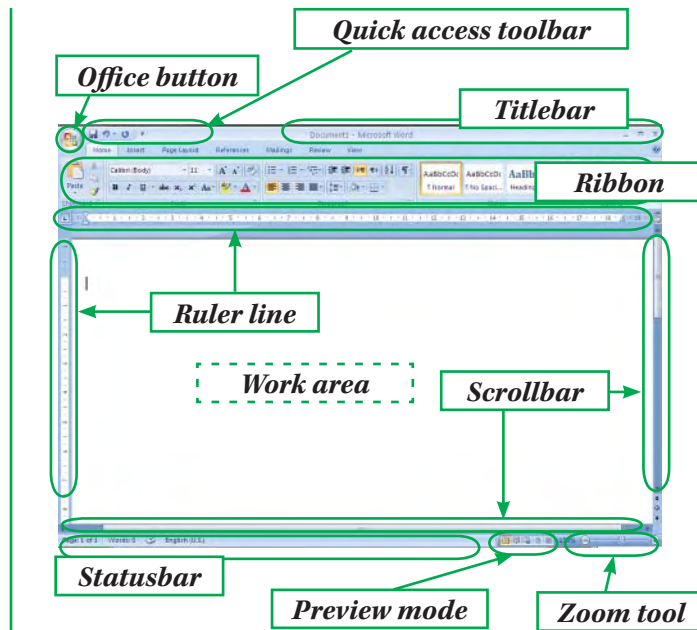 Quick access toolbar
Office button
Titlebar
Document1 - Microsoft Word
Home Insert Page Layout References Mailings Review View
Calibri (Body) 11
AaBbCcDc AaBbCcDc AaBb
Paste
¶ Normal ¶ No Spaci... Heading
Ribbon
Ruler line
Work area
Scrollbar
Page: 1 of 1 Words: 0 English (U.S.)
Statusbar
Preview mode
Zoom tool